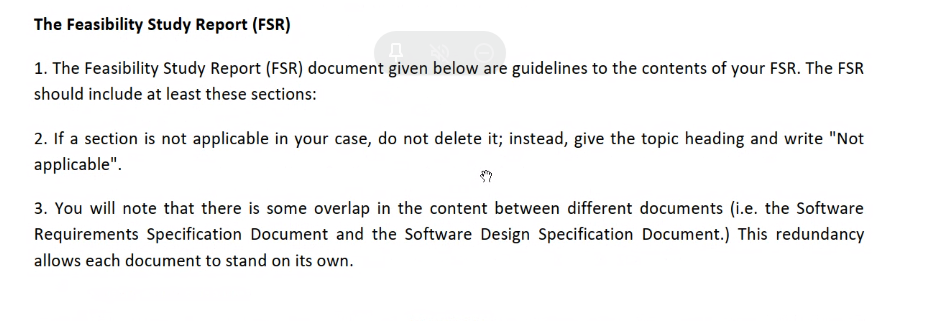 The Feasibility Study Report (FSR)
1. The Feasibility Study Report (FSR) document given below are guidelines to the contents of your FSR. The FSR
should include at least these sections:
2. If a section is not applicable in your case, do not delete it; instead, give the topic heading and write "Not
applicable".
3. You will note that there is some overlap in the content between different documents (i.e. the Software
Requirements Specification Document and the Software Design Specification Document.) This redundancy
allows each document to stand on its own.